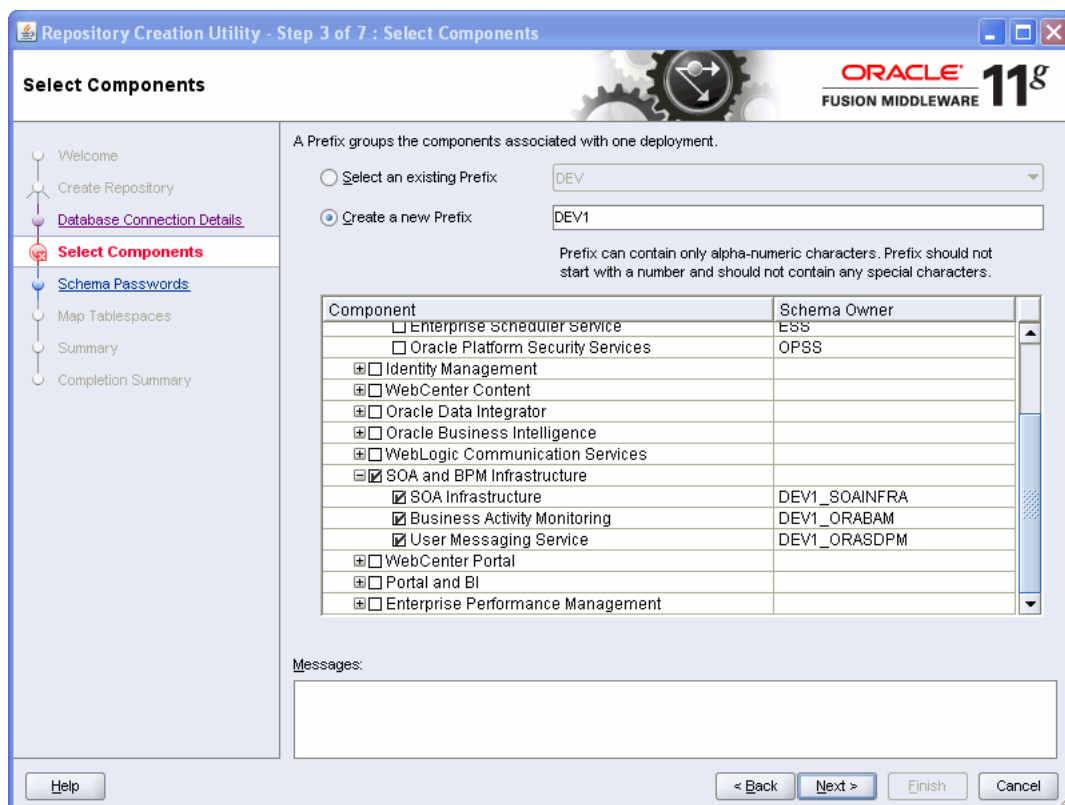 Repository Creation Utility - Step 3 of 7 : Select Components
Select Components
ORACLE
FUSION MIDDLEWARE 11g
Welcome
Create Repository
Database Connection Details
Select Components
Schema Passwords
Map Tablespaces
Summary
Completion Summary
A Prefix groups the components associated with one deployment.
Select an existing Prefix DEV
Create a new Prefix DEV1
Prefix can contain only alpha-numeric characters. Prefix should not
start with a number and should not contain any special characters.
Component Schema Owner
Enterprise Scheduler Service ESS
Oracle Platform Security Services OPSS
Identity Management
WebCenter Content
Oracle Data Integrator
Oracle Business Intelligence
WebLogic Communication Services
SOA and BPM Infrastructure
SOA Infrastructure DEV1_SOAINFRA
Business Activity Monitoring DEV1_ORABAM
User Messaging Service DEV1_ORASDPM
WebCenter Portal
Portal and BI
Enterprise Performance Management
Messages:
Help < Back Next > Finish Cancel